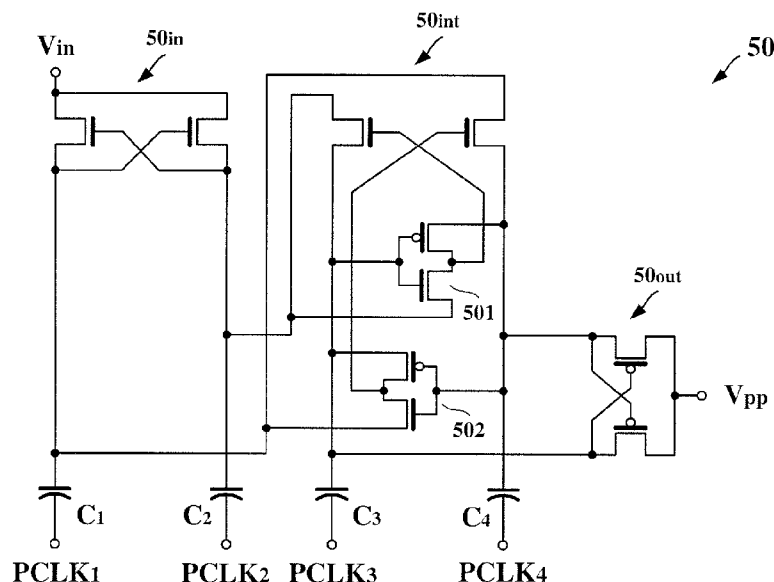 50int
50in
Vin
50
501
50out
Vpp
502
C1
C2
C3
C4
PCLK1
PCLK2
PCLK3
PCLK4